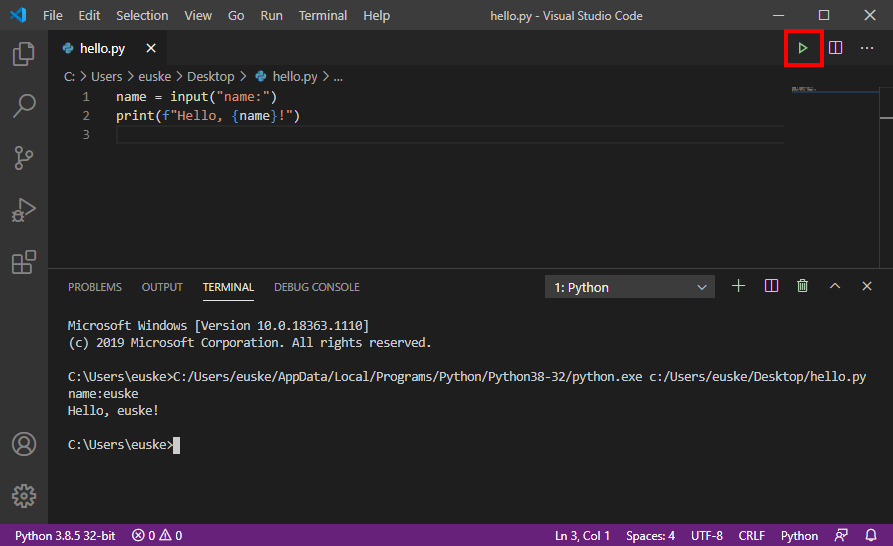 File Edit Selection View Go Run Terminal Help hello.py - Visual Studio Code
hello.py
C: > Users > euske > Desktop > hello.py > ...
1 name = input("name:")
2 print(f"Hello, {name}!")
3
PROBLEMS OUTPUT TERMINAL DEBUG CONSOLE 1: Python
Microsoft Windows [Version 10.0.18363.1110]
(c) 2019 Microsoft Corporation. All rights reserved.
C:\Users\euske>C:/Users/euske/AppData/Local/Programs/Python/Python38-32/python.exe c:/Users/euske/Desktop/hello.py
name:euske
Hello, euske!
C:\Users\euske>
Python 3.8.5 32-bit 0 0 Ln 3, Col 1 Spaces: 4 UTF-8 CRLF Python